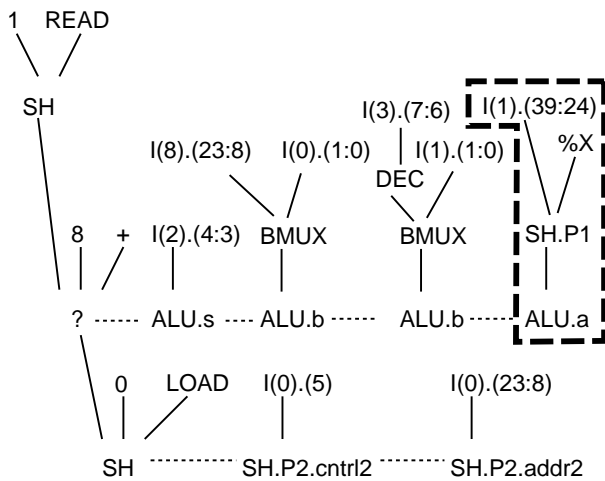 1 READ
SH
I(3).(7:6) I(1).(39:24)
I(8).(23:8) I(0).(1:0) I(1).(1:0) %X
DEC
8 + I(2).(4:3) BMUX BMUX SH.P1
? ALU.s ALU.b ALU.b ALU.a
0 LOAD I(0).(5) I(0).(23:8)
SH SH.P2.cntrl2 SH.P2.addr2